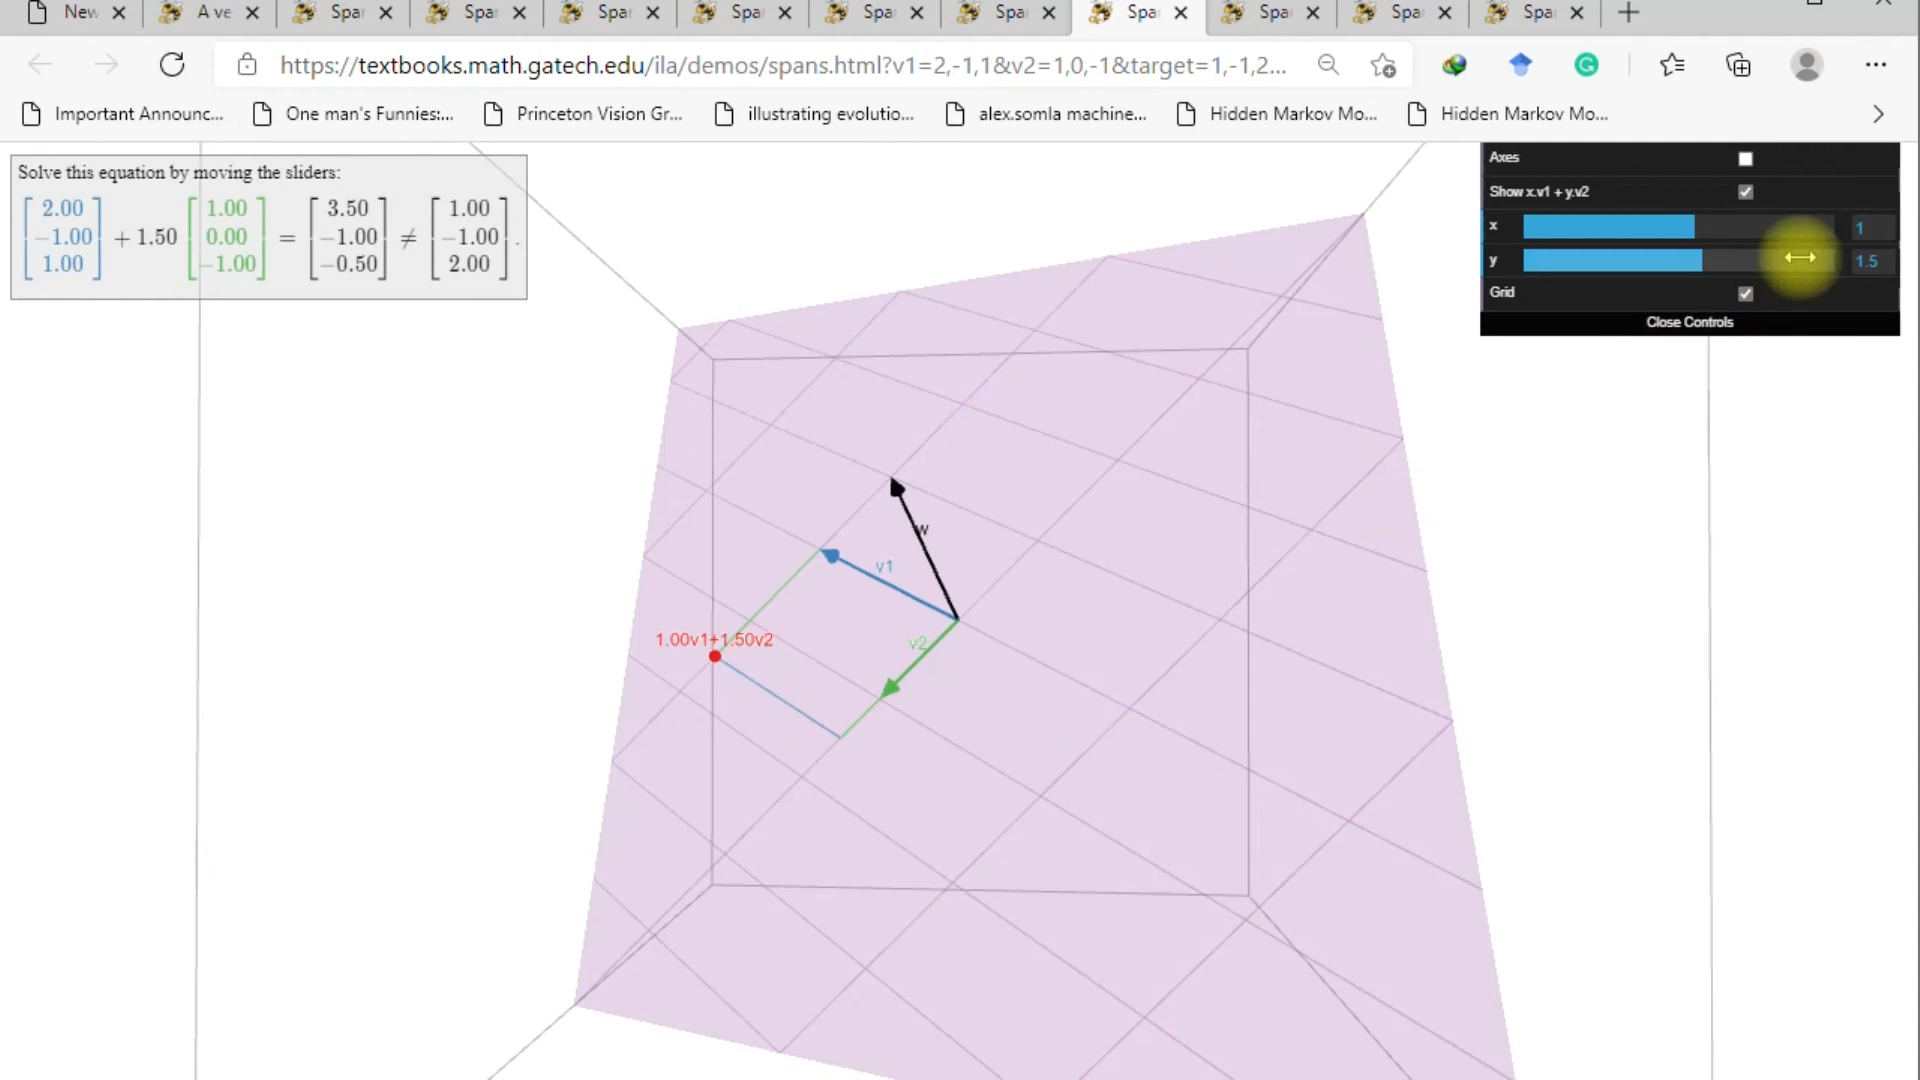 New
A ve
Spa
Spa
Spa
Spa
Spa
Spa
Spa
Spa
Spa
Spa
https://textbooks.math.gatech.edu/ila/demos/spans.html?v1=2,-1,1&v2=1,0,-1&target=1,-1,2...
Important Announc...
One man's Funnies:...
Princeton Vision Gr...
illustrating evolutio...
alex.somla machine...
Hidden Markov Mo...
Hidden Markov Mo...
Solve this equation by moving the sliders:
2.00 1.00 3.50 1.00
−1.00 + 1.50 0.00 = −1.00 ≠ −1.00 .
1.00 −1.00 −0.50 2.00
Axes
Show x.v1 + y.v2
x 1
y 1.5
Grid
Close Controls
w
v1
v2
1.00v1+1.50v2